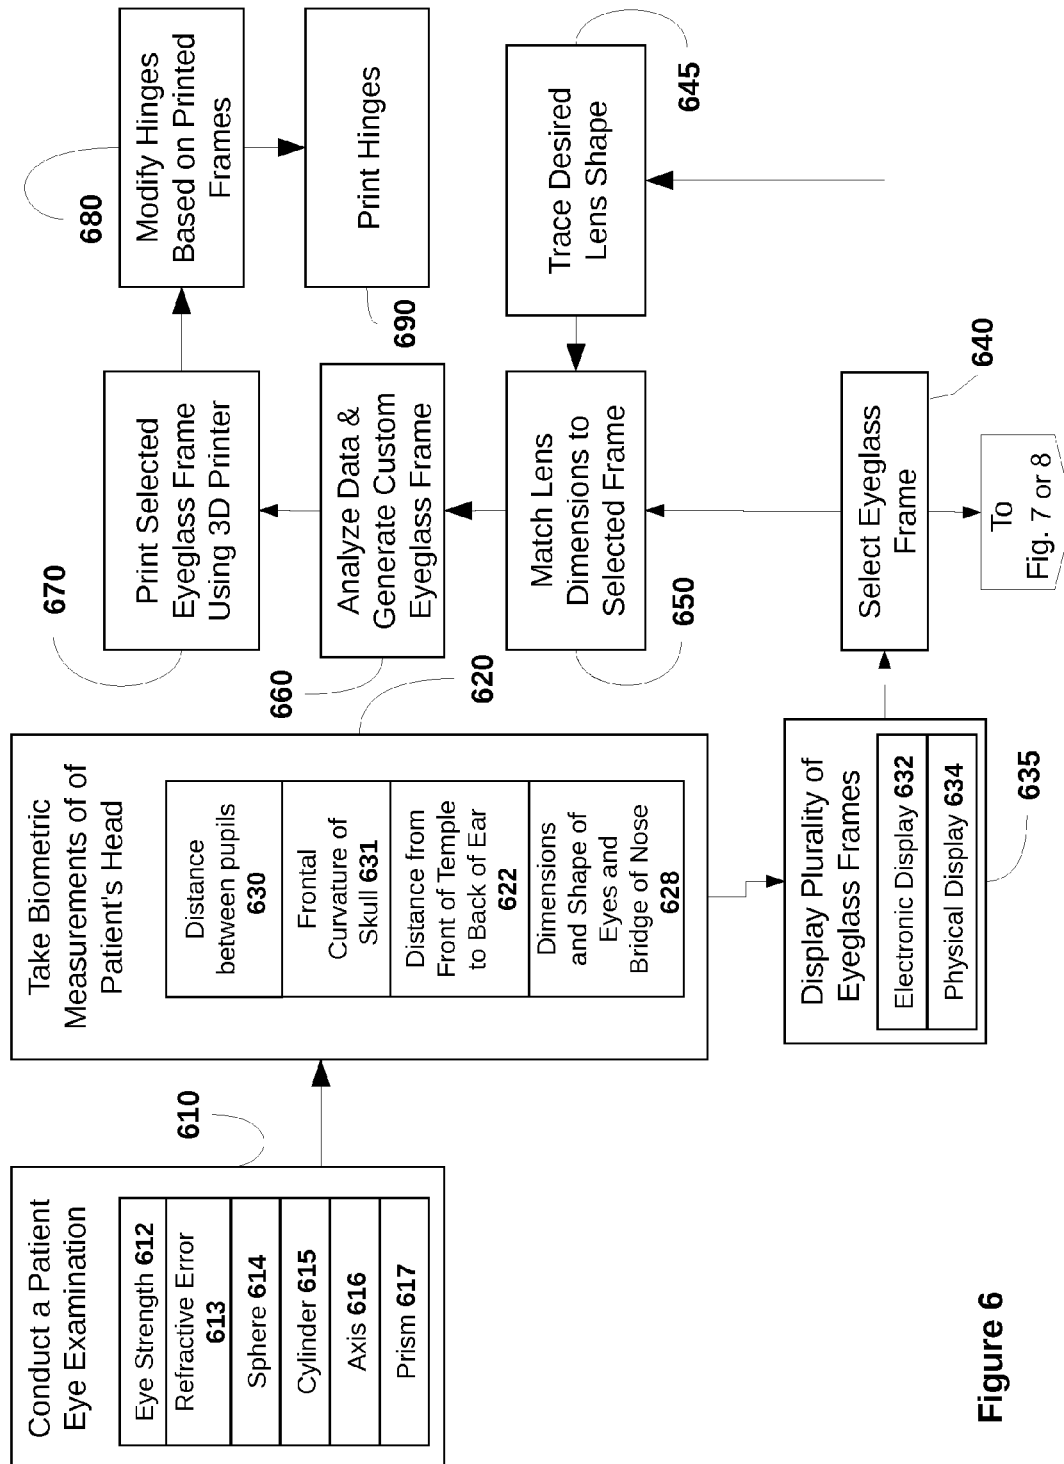 Conduct a Patient
Eye Examination
Eye Strength 612
Refractive Error
613
Sphere 614
Cylinder 615
Axis 616
Prism 617
610
Take Biometric
Measurements of of
Patient's Head
Distance
between pupils
630
Frontal
Curvature of
Skull 631
Distance from
Front of Temple
to Back of Ear
622
Dimensions
and Shape of
Eyes and
Bridge of Nose
628
620
Display Plurality of
Eyeglass Frames
Electronic Display 632
Physical Display 634
635
Select Eyeglass
Frame
640
To
Fig. 7 or 8
Trace Desired
Lens Shape
645
Match Lens
Dimensions to
Selected Frame
650
Analyze Data &
Generate Custom
Eyeglass Frame
660
Print Selected
Eyeglass Frame
Using 3D Printer
670
Modify Hinges
Based on Printed
Frames
680
Print Hinges
690
Figure 6